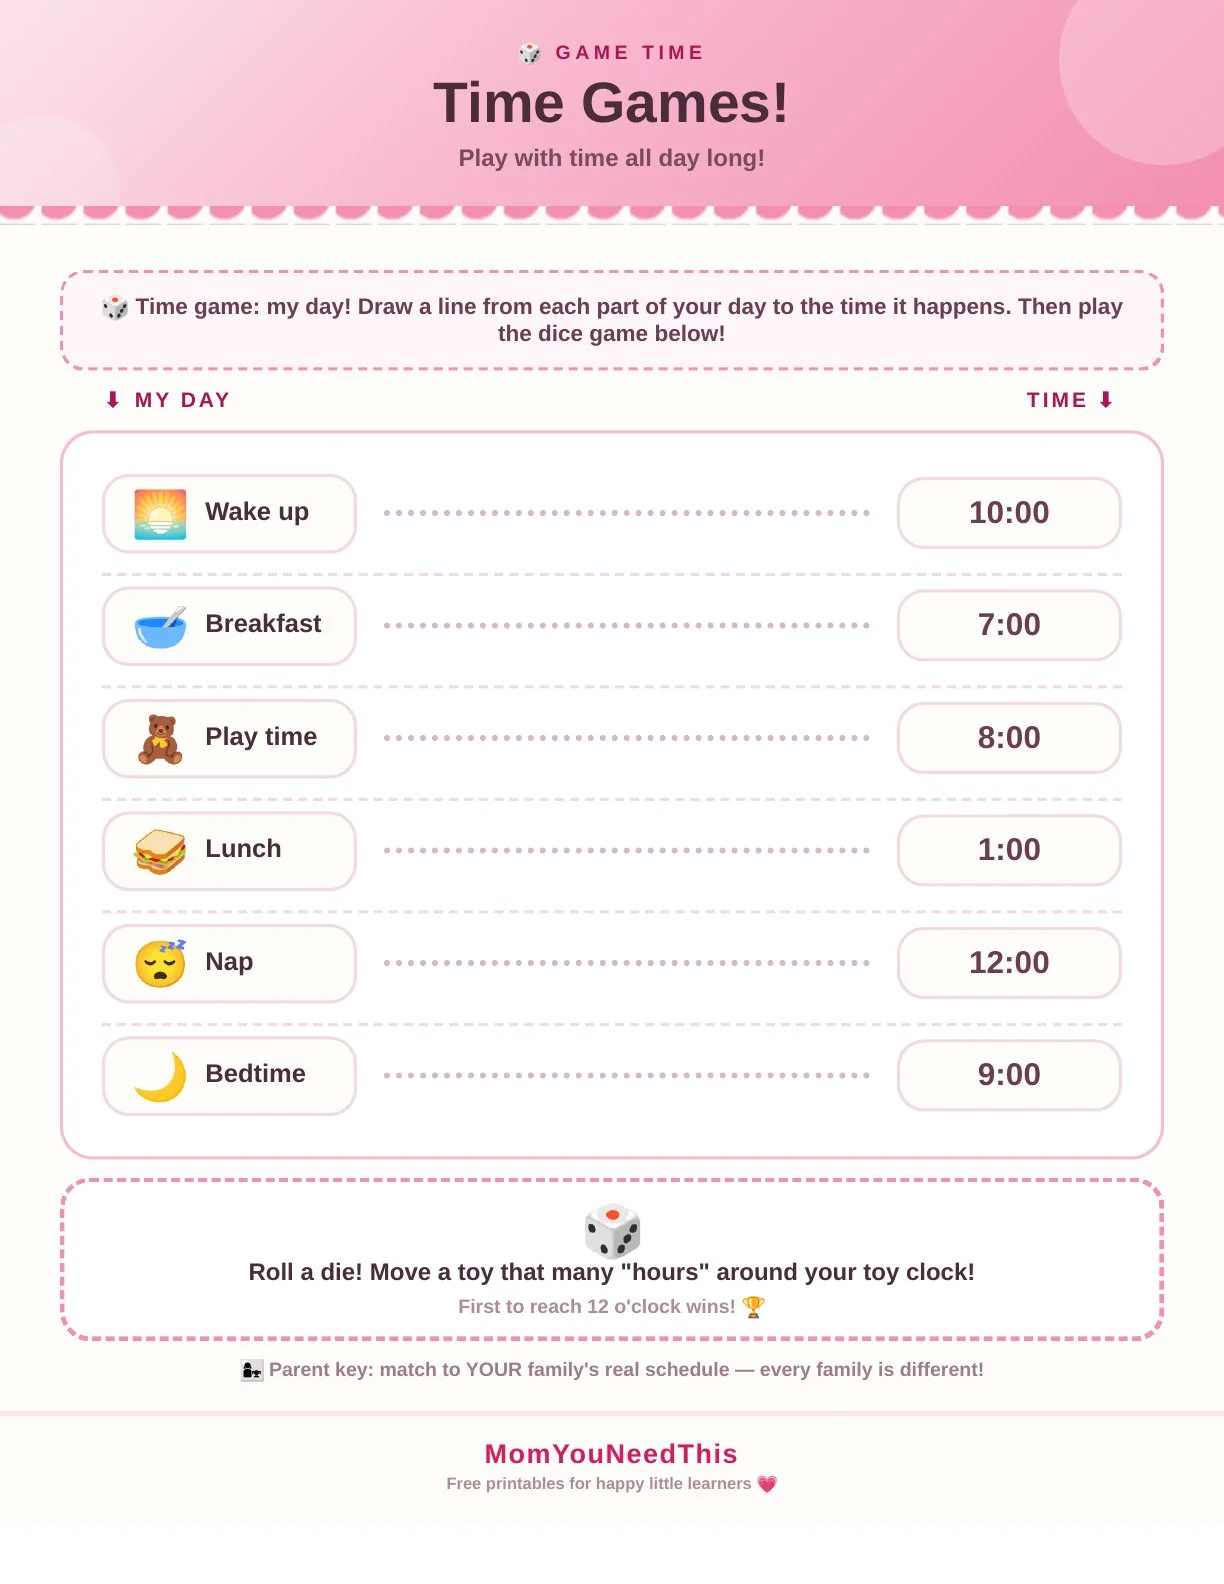 🎲 GAME TIME
Time Games!
Play with time all day long!
🎲 Time game: my day! Draw a line from each part of your day to the time it happens. Then play
the dice game below!
⬇ MY DAY
TIME ⬇
Wake up
10:00
Breakfast
7:00
Play time
8:00
Lunch
1:00
Nap
12:00
Bedtime
9:00
Roll a die! Move a toy that many "hours" around your toy clock!
First to reach 12 o'clock wins! 🏆
Parent key: match to YOUR family's real schedule — every family is different!
MomYouNeedThis
Free printables for happy little learners 💗